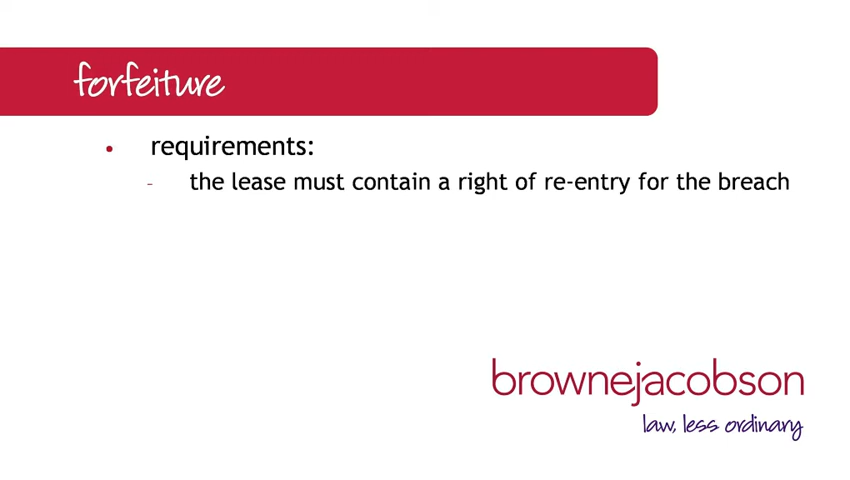 forfeiture
• requirements:
- the lease must contain a right of re-entry for the breach
brownejacobson
law, less ordinary